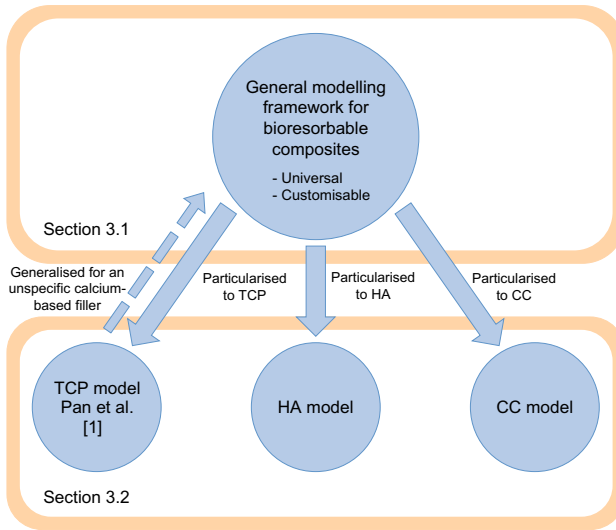 General modelling
framework for
bioresorbable
composites
- Universal
- Customisable
Section 3.1
Generalised for an
unspecific calcium-
based filler
Particularised
to TCP
Particularised
to HA
Particularised
to CC
TCP model
Pan et al.
[1]
HA model
CC model
Section 3.2